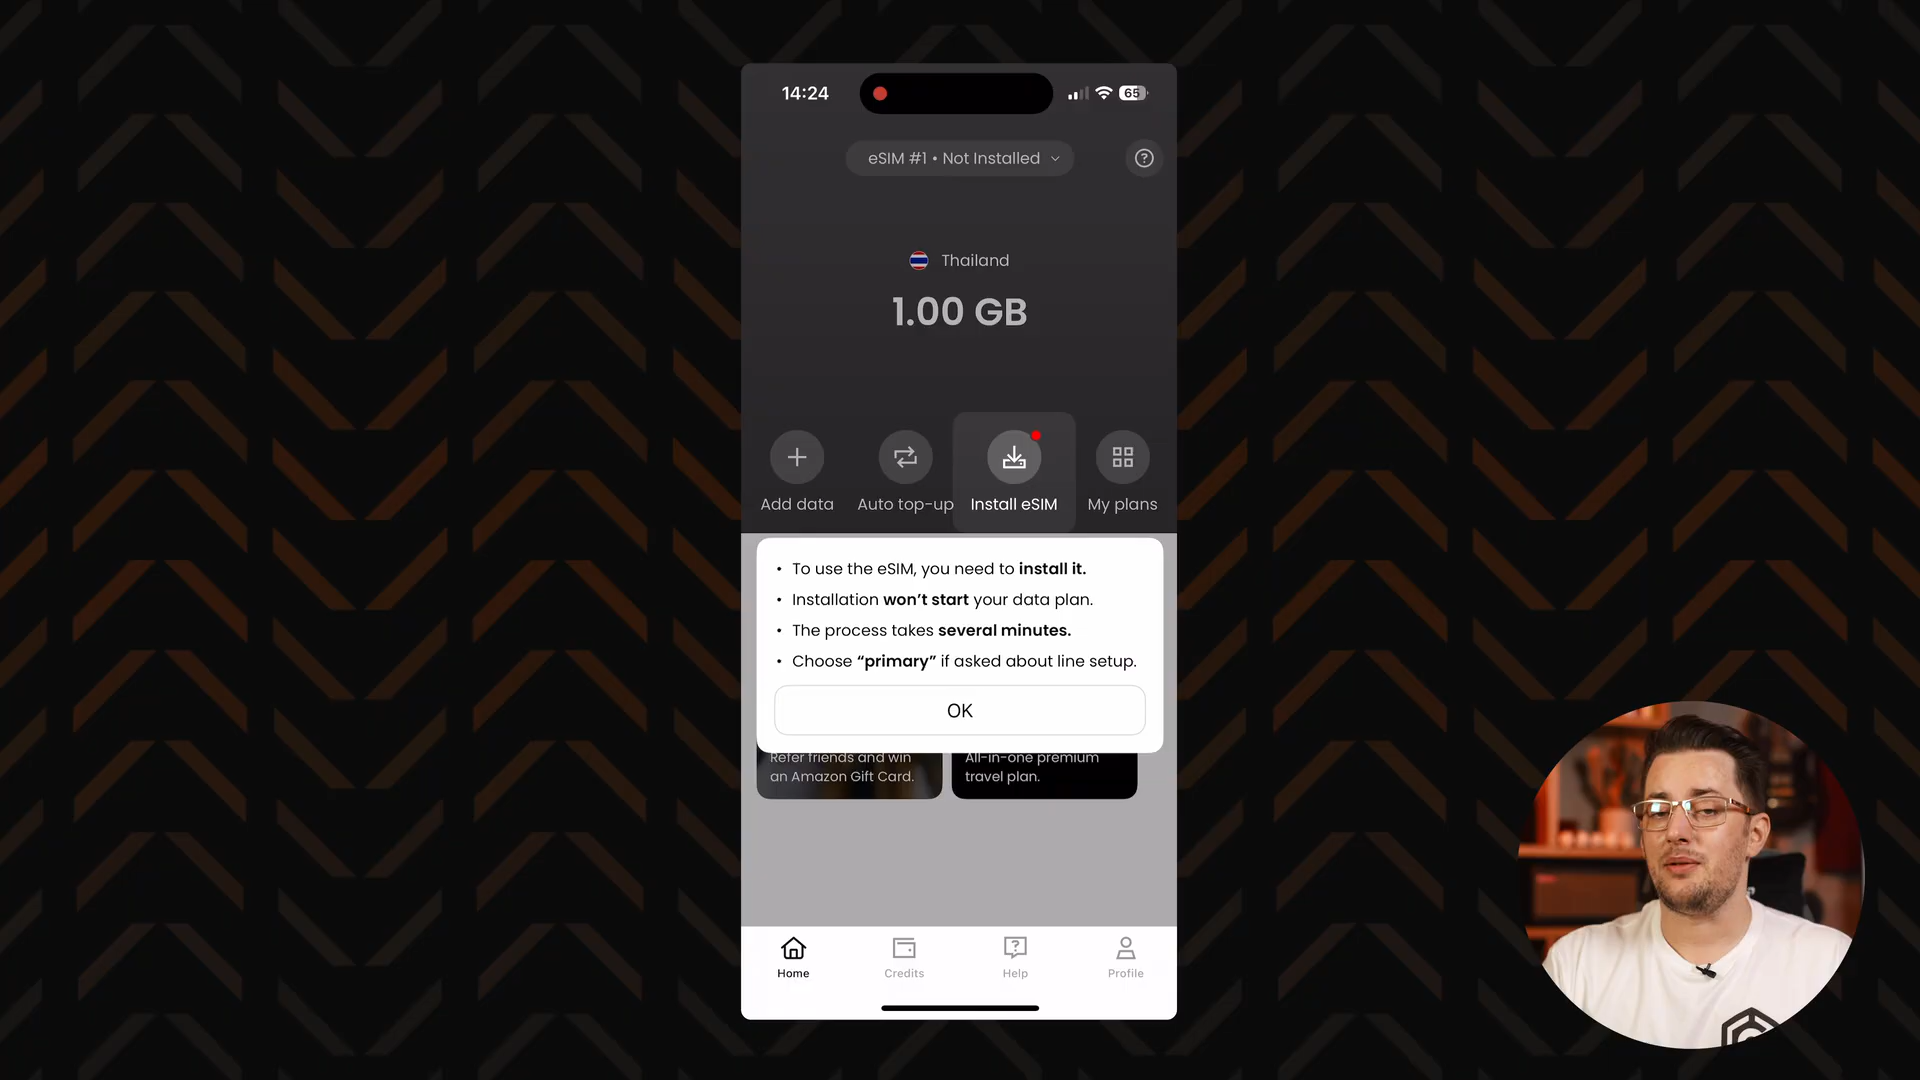 14:24
65
eSIM #1 • Not Installed
Thailand
1.00 GB
Add data
Auto top-up
Install eSIM
My plans
• To use the eSIM, you need to install it.
• Installation won't start your data plan.
• The process takes several minutes.
• Choose “primary” if asked about line setup.
OK
Refer friends and win
an Amazon Gift Card.
All-in-one premium
travel plan.
Home
Credits
Help
Profile